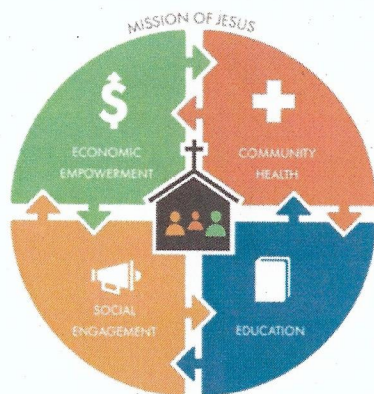 MISSION OF JESUS
ECONOMIC
EMPOWERMENT
COMMUNITY
HEALTH
SOCIAL
ENGAGEMENT
EDUCATION